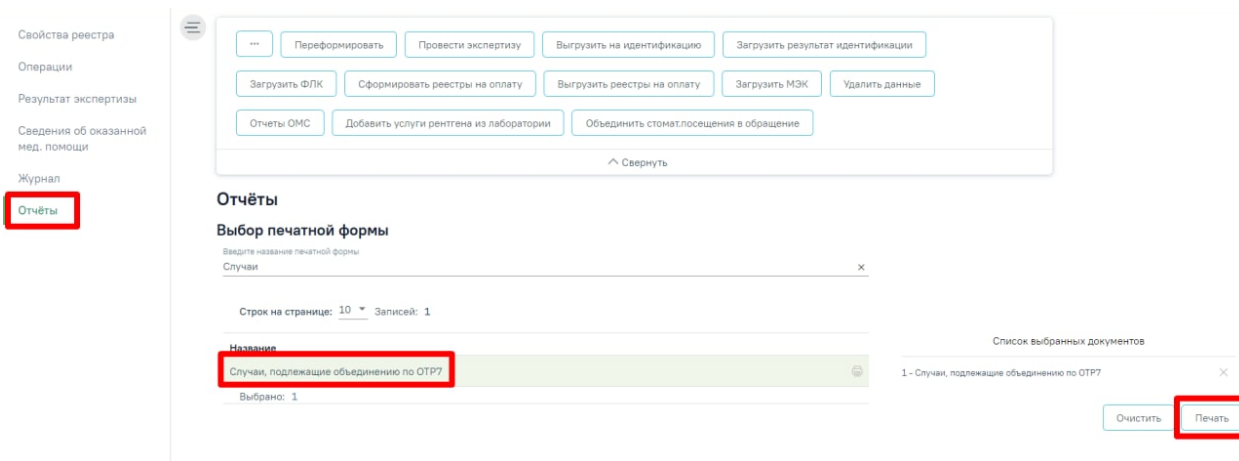 Свойства реестра
Операции
Результат экспертизы
Сведения об оказанной
мед. помощи
Журнал
Отчёты
··· Переформировать Провести экспертизу Выгрузить на идентификацию Загрузить результат идентификации
Загрузить ФЛК Сформировать реестры на оплату Выгрузить реестры на оплату Загрузить МЭК Удалить данные
Отчеты ОМС Добавить услуги рентгена из лаборатории Объединить стомат.посещения в обращение
Свернуть
Отчёты
Выбор печатной формы
Введите название печатной формы
Случаи
Строк на странице: 10 Записей: 1
Название
Случаи, подлежащие объединению по ОТР7
Выбрано: 1
Список выбранных документов
1 - Случаи, подлежащие объединению по ОТР7
Очистить Печать